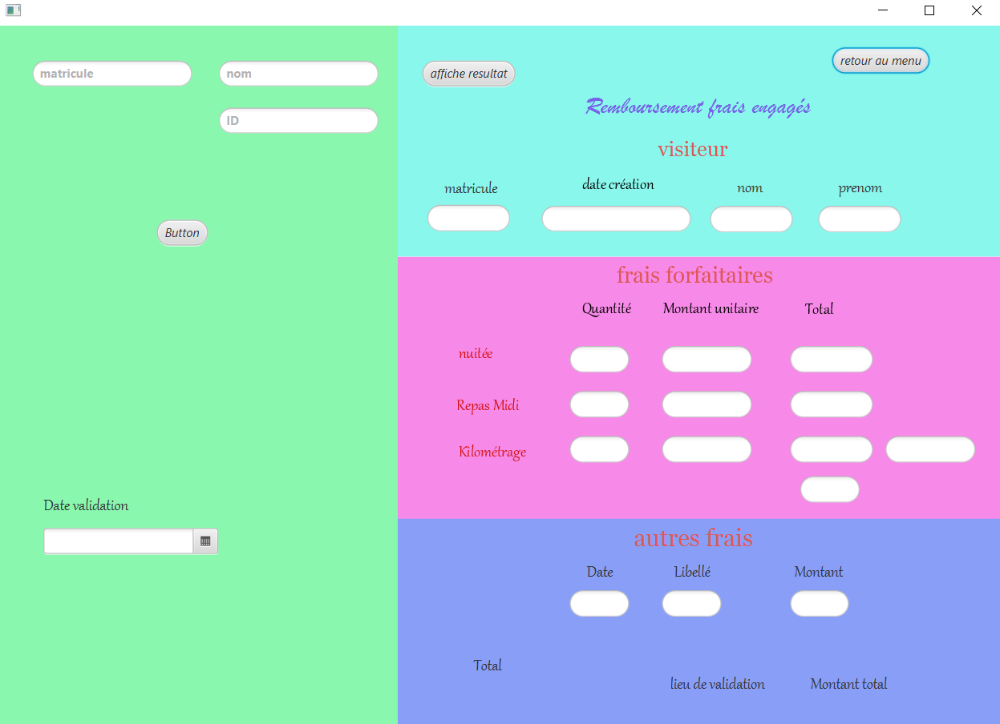 matricule
nom
ID
Button
Date validation
affiche resultat
retour au menu
Remboursement frais engagés
visiteur
matricule
date création
nom
prenom
frais forfaitaires
Quantité
Montant unitaire
Total
nuitée
Repas Midi
Kilométrage
autres frais
Date
Libellé
Montant
Total
lieu de validation
Montant total